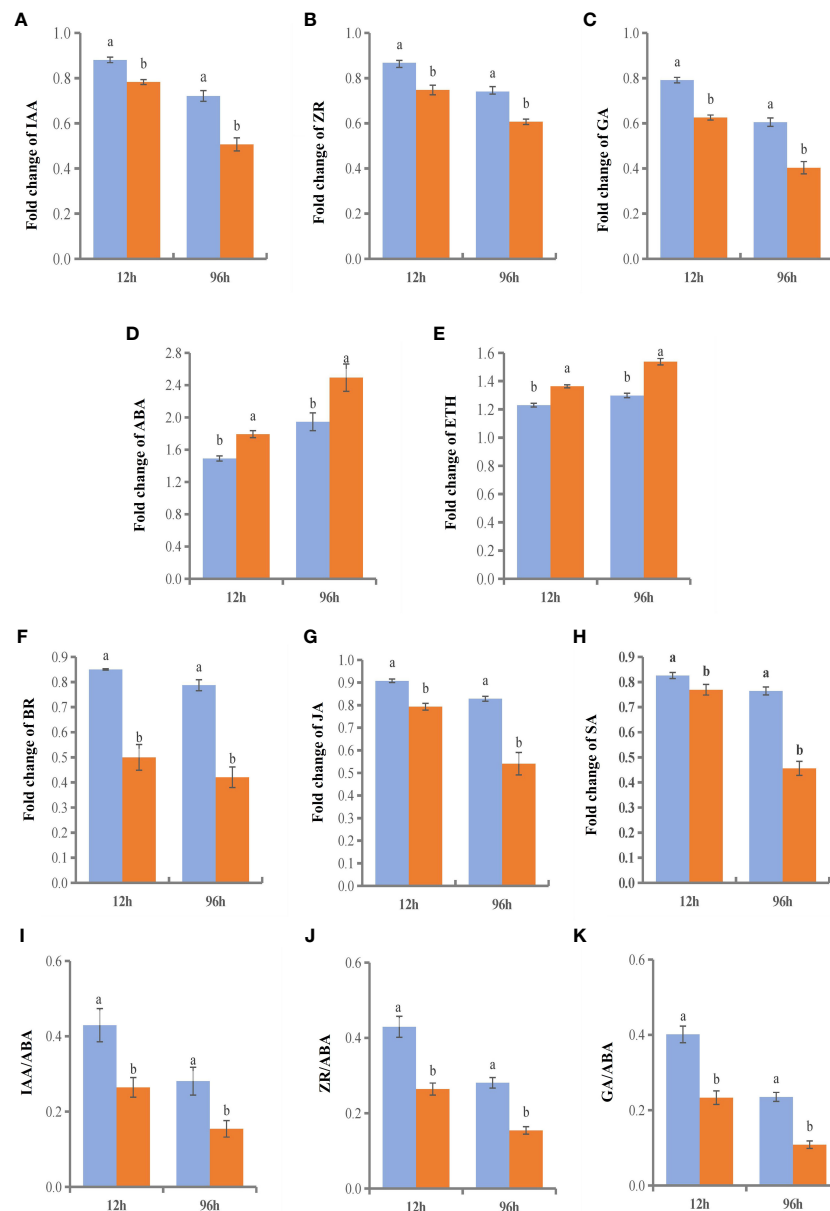 A
Fold change of IAA
1.0
0.8
0.6
0.4
0.2
0.0
a
b
a
b
12h
96h
B
Fold change of ZR
1.0
0.8
0.6
0.4
0.2
0.0
a
b
a
b
12h
96h
C
Fold change of GA
1.0
0.8
0.6
0.4
0.2
0.0
a
b
a
b
12h
96h
D
Fold change of ABA
2.8
2.4
2.0
1.6
1.2
0.8
0.4
0.0
b
a
b
a
12h
96h
E
Fold change of ETH
1.6
1.4
1.2
1.0
0.8
0.6
0.4
0.2
0.0
b
a
b
a
12h
96h
F
Fold change of BR
0.9
0.8
0.7
0.6
0.5
0.4
0.3
0.2
0.1
0.0
a
b
a
b
12h
96h
G
Fold change of JA
1.0
0.9
0.8
0.7
0.6
0.5
0.4
0.3
0.2
0.1
0.0
a
b
a
b
12h
96h
H
Fold change of SA
0.9
0.8
0.7
0.6
0.5
0.4
0.3
0.2
0.1
0.0
a
b
a
b
12h
96h
I
IAA/ABA
0.6
0.4
0.2
0.0
a
b
a
b
12h
96h
J
ZR/ABA
0.6
0.4
0.2
0.0
a
b
a
b
12h
96h
K
GA/ABA
0.6
0.4
0.2
0.0
a
b
a
b
12h
96h